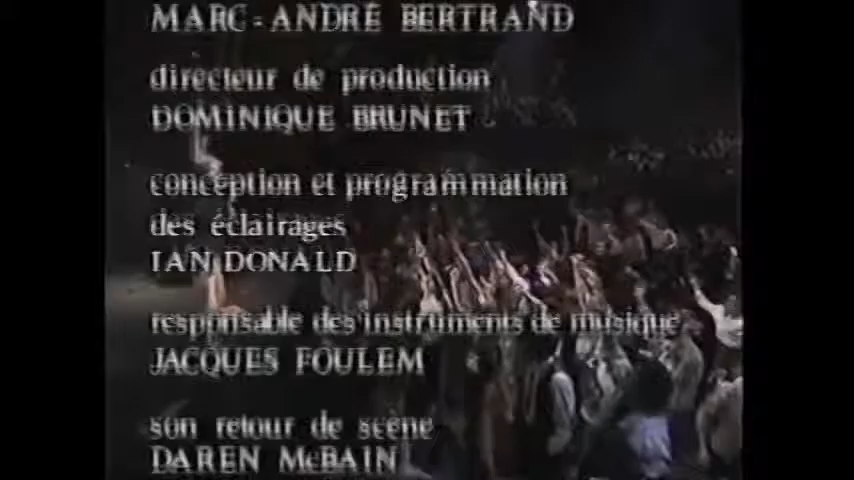 MARC-ANDRÉ BERTRAND
directeur de production
DOMINIQUE BRUNET
conception et programmation
des éclairages
IAN DONALD
responsable des instruments de musique
JACQUES FOULEM
son retour de scène
DAREN McBAIN